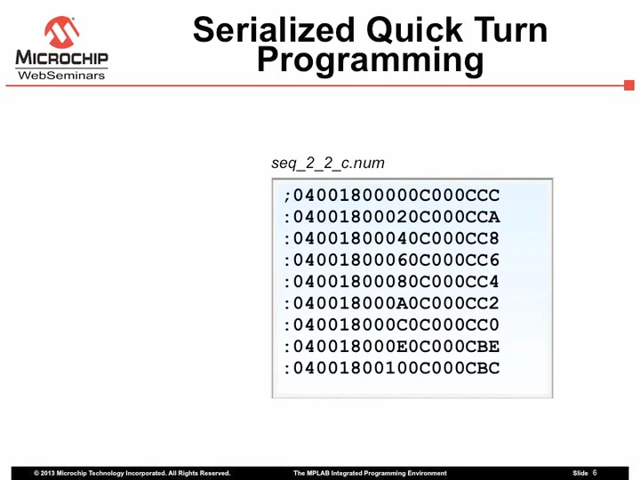 MICROCHIP
WebSeminars
Serialized Quick Turn
Programming
seq_2_2_c.num
;04001800000C000CCC
:04001800020C000CCA
:04001800040C000CC8
:04001800060C000CC6
:04001800080C000CC4
:040018000A0C000CC2
:040018000C0C000CC0
:040018000E0C000CBE
:04001800100C000CBC
© 2013 Microchip Technology Incorporated. All Rights Reserved.
The MPLAB Integrated Programming Environment
Slide 6